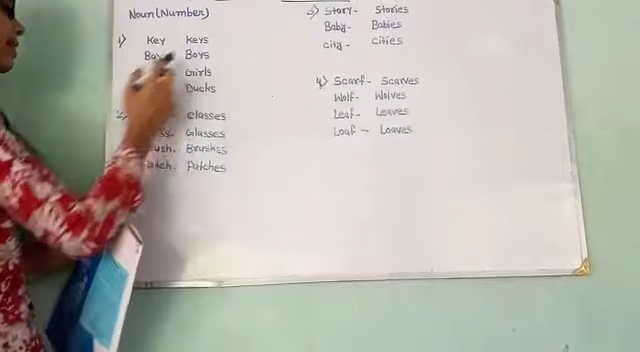 Noun (Number)
1) Key Keys
Boys
Girls
Ducks
classes
Glasses
Brushes
Patches
3) Story- Stories
Baby- Babies
city- cities
4) Scarf- Scarves
Wolf- Wolves
Leaf- Leaves
Loaf- Loaves